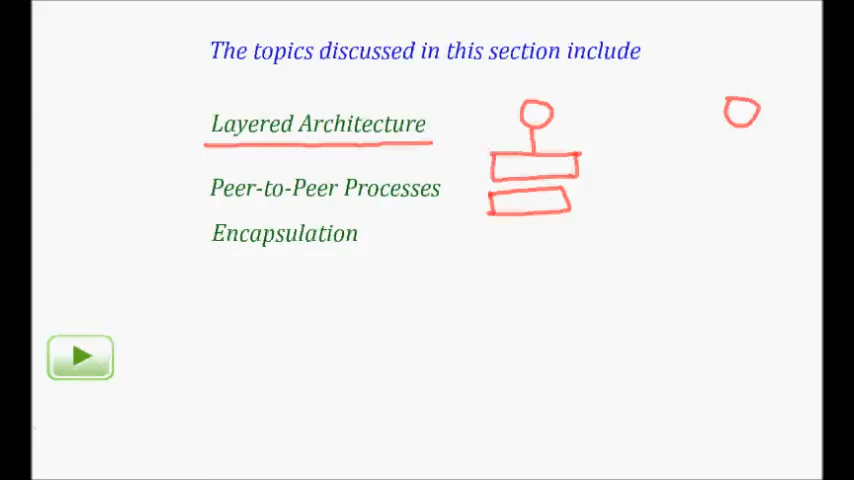 The topics discussed in this section include
Layered Architecture
Peer-to-Peer Processes
Encapsulation